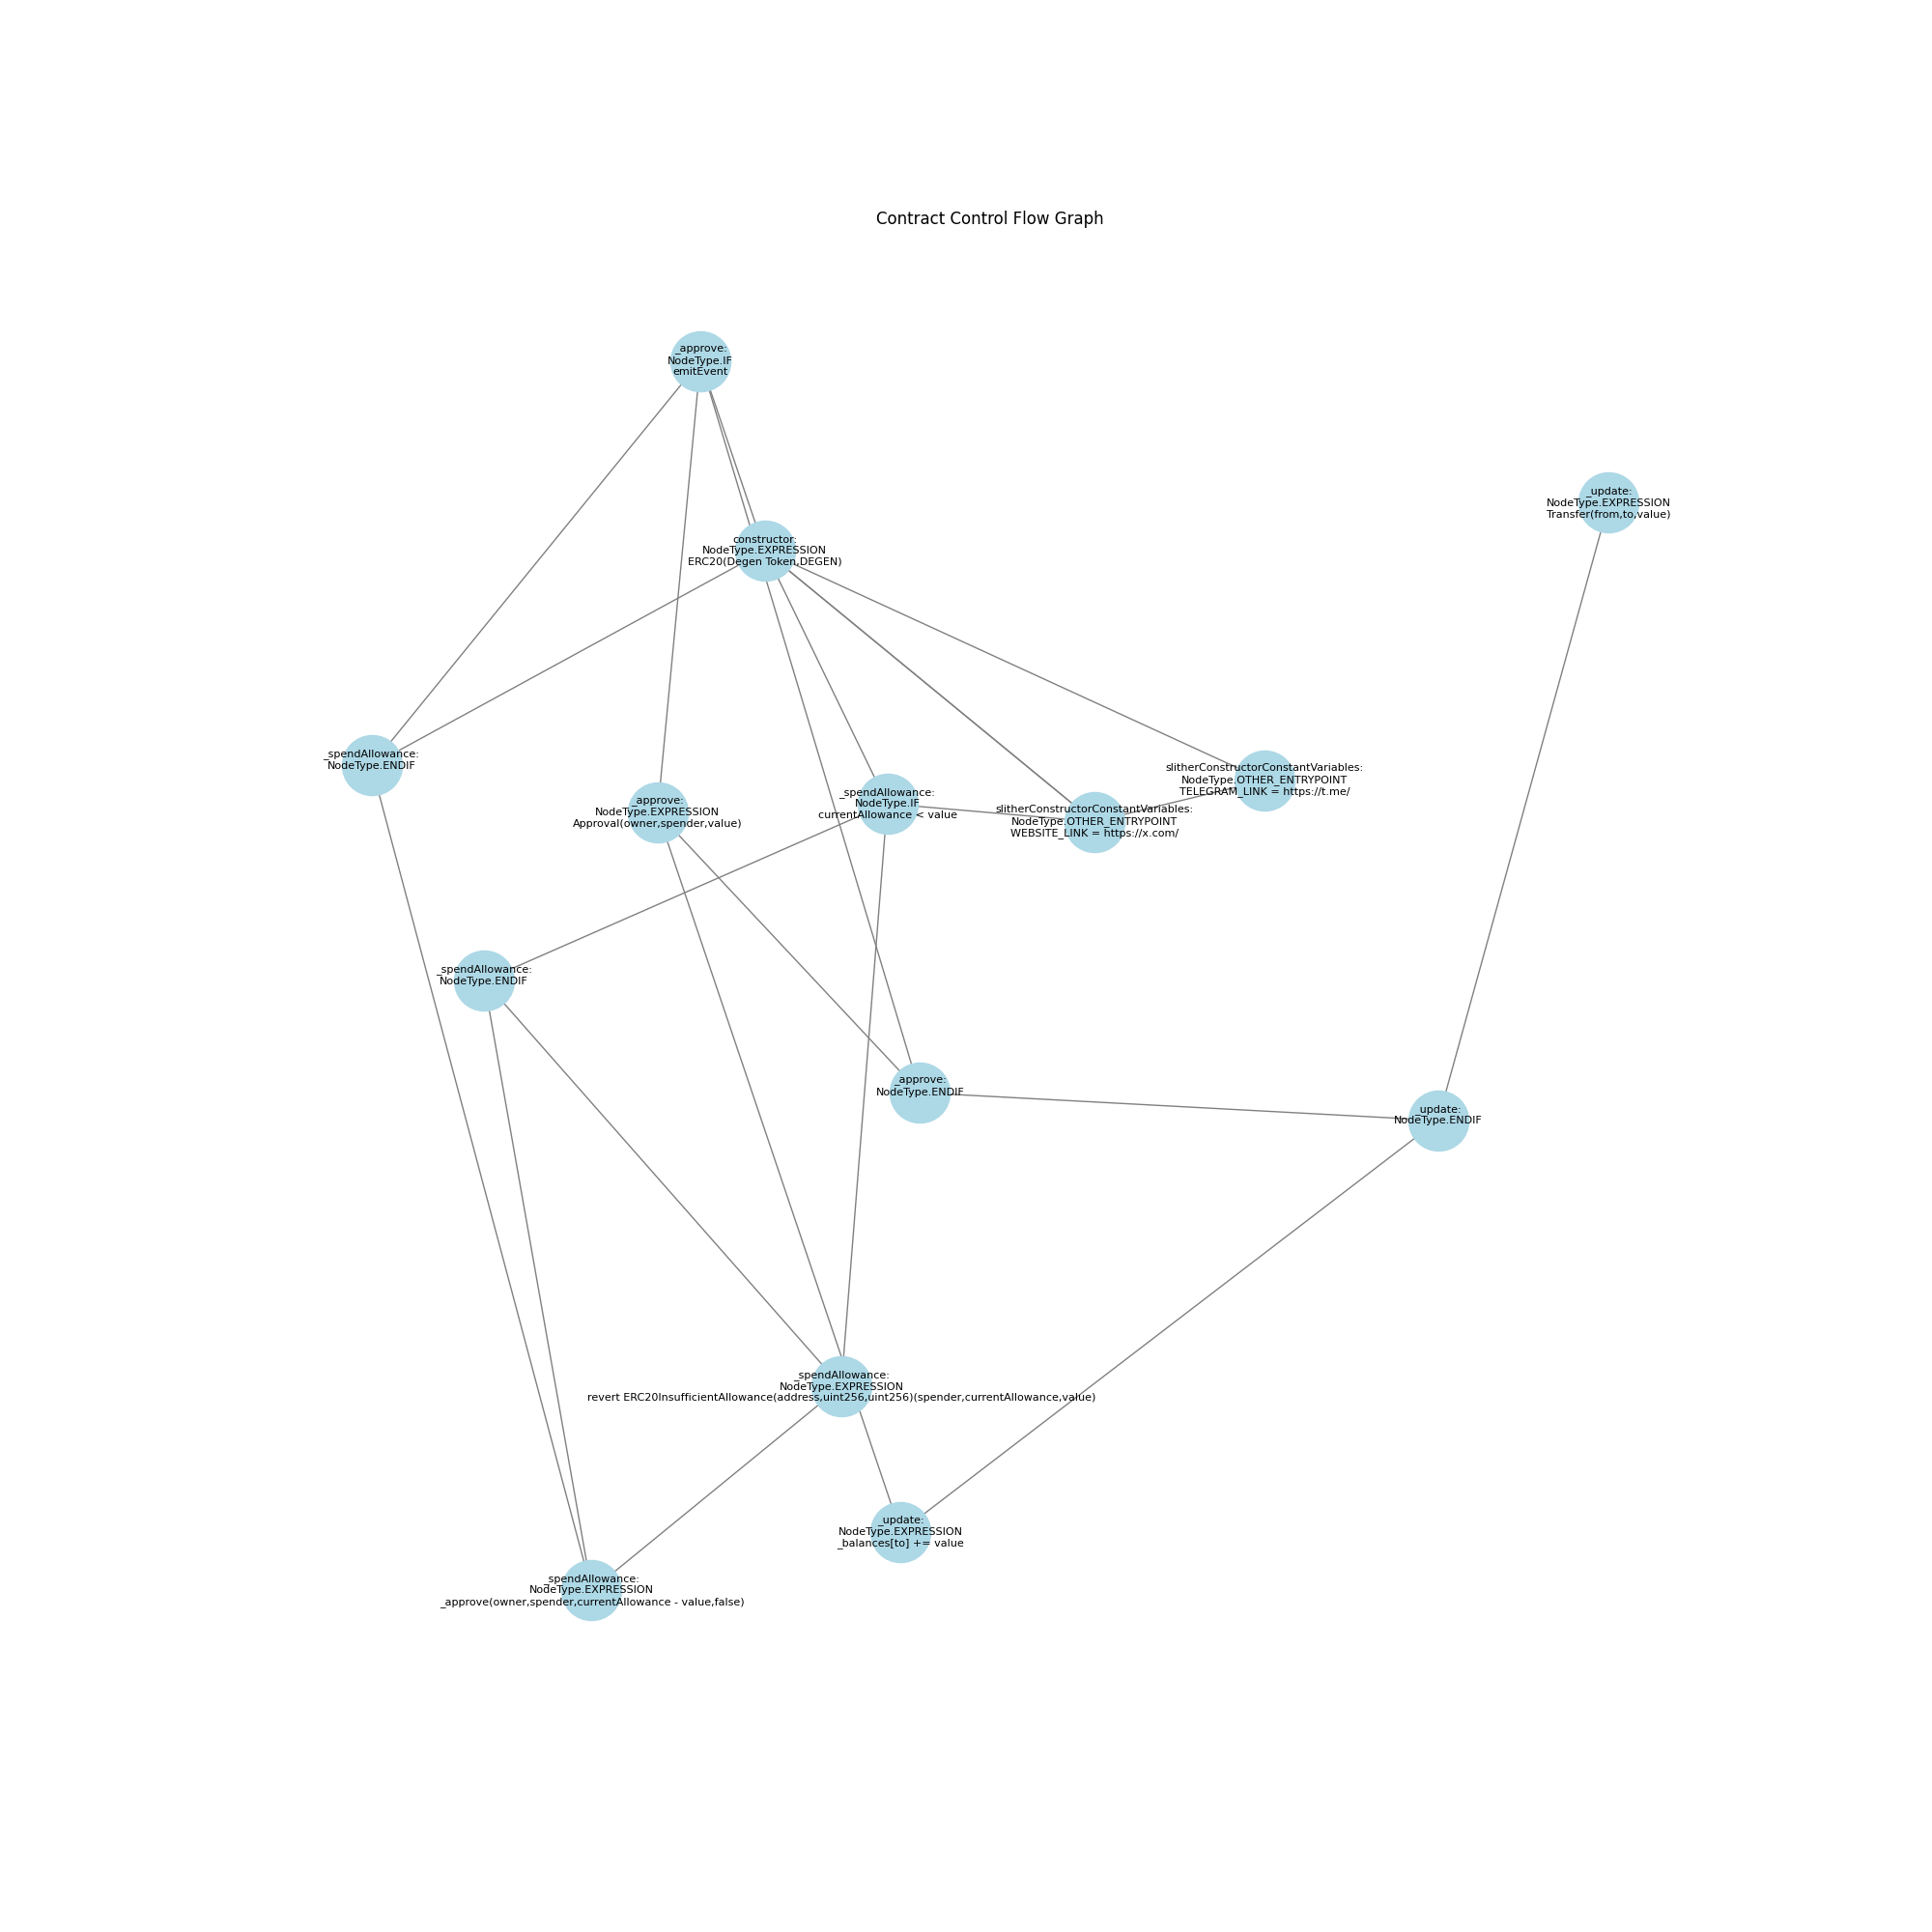 Contract Control Flow Graph
_approve:
NodeType.IF
emitEvent
_update:
NodeType.EXPRESSION
Transfer(from,to,value)
constructor:
NodeType.EXPRESSION
ERC20(Degen Token,DEGEN)
_spendAllowance:
NodeType.ENDIF
slitherConstructorConstantVariables:
NodeType.OTHER_ENTRYPOINT
TELEGRAM_LINK = https://t.me/
_approve:
NodeType.EXPRESSION
Approval(owner,spender,value)
_spendAllowance:
NodeType.IF
currentAllowance < value
slitherConstructorConstantVariables:
NodeType.OTHER_ENTRYPOINT
WEBSITE_LINK = https://x.com/
_spendAllowance:
NodeType.ENDIF
_approve:
NodeType.ENDIF
_update:
NodeType.ENDIF
_spendAllowance:
NodeType.EXPRESSION
revert ERC20InsufficientAllowance(address,uint256,uint256)(spender,currentAllowance,value)
_update:
NodeType.EXPRESSION
_balances[to] += value
_spendAllowance:
NodeType.EXPRESSION
_approve(owner,spender,currentAllowance - value,false)